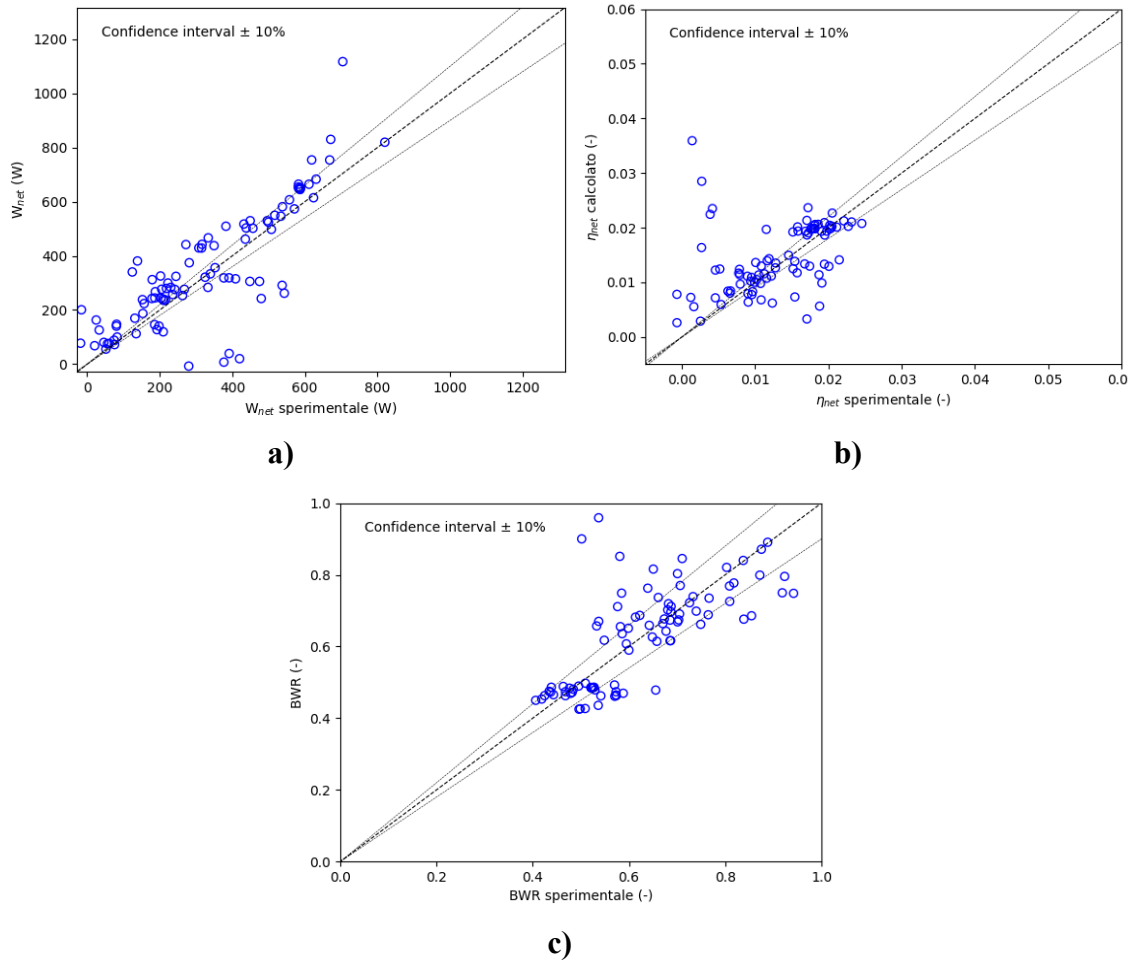 Confidence interval ± 10%
1200
1000
800
600
400
200
0
W_net (W)
0 200 400 600 800 1000 1200
W_net sperimentale (W)
a)
Confidence interval ± 10%
0.06
0.05
0.04
0.03
0.02
0.01
0.00
η_net calcolato (-)
0.00 0.01 0.02 0.03 0.04 0.05 0.0
η_net sperimentale (-)
b)
Confidence interval ± 10%
1.0
0.8
0.6
0.4
0.2
0.0
BWR (-)
0.0 0.2 0.4 0.6 0.8 1.0
BWR sperimentale (-)
c)